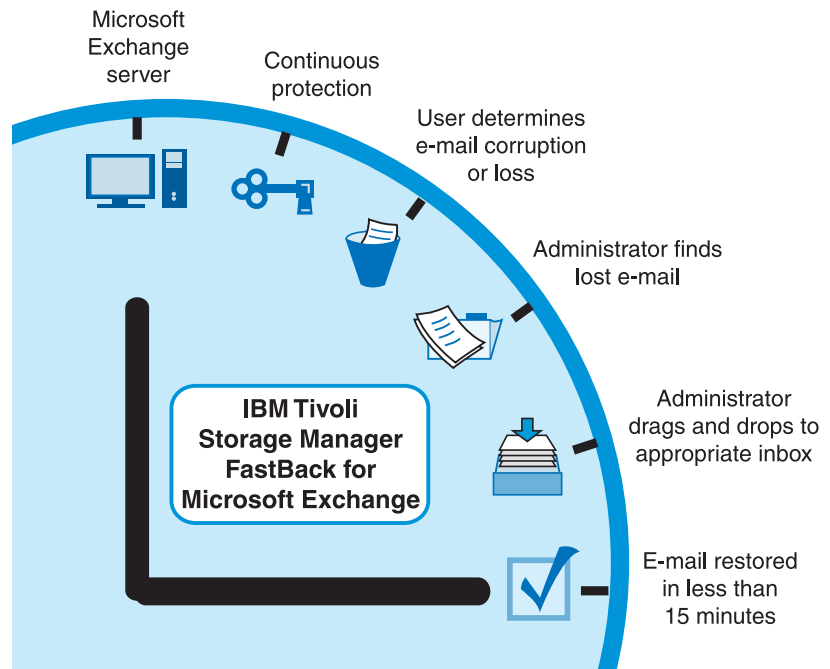 Microsoft
Exchange
server
Continuous
protection
User determines
e-mail corruption
or loss
Administrator finds
lost e-mail
Administrator
drags and drops to
appropriate inbox
E-mail restored
in less than
15 minutes
IBM Tivoli
Storage Manager
FastBack for
Microsoft Exchange